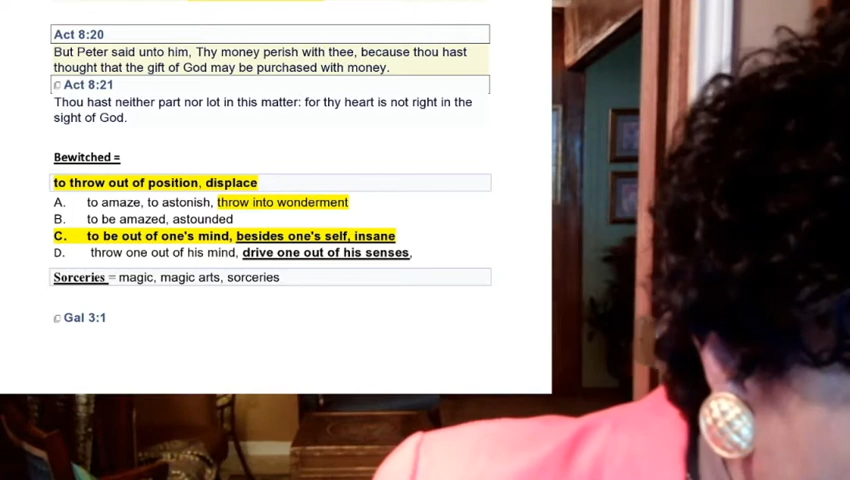 Act 8:20
But Peter said unto him, Thy money perish with thee, because thou hast
thought that the gift of God may be purchased with money.
Act 8:21
Thou hast neither part nor lot in this matter: for thy heart is not right in the
sight of God.
Bewitched =
to throw out of position, displace
A. to amaze, to astonish, throw into wonderment
B. to be amazed, astounded
C. to be out of one's mind, besides one's self, insane
D. throw one out of his mind, drive one out of his senses,
Sorceries = magic, magic arts, sorceries
Gal 3:1